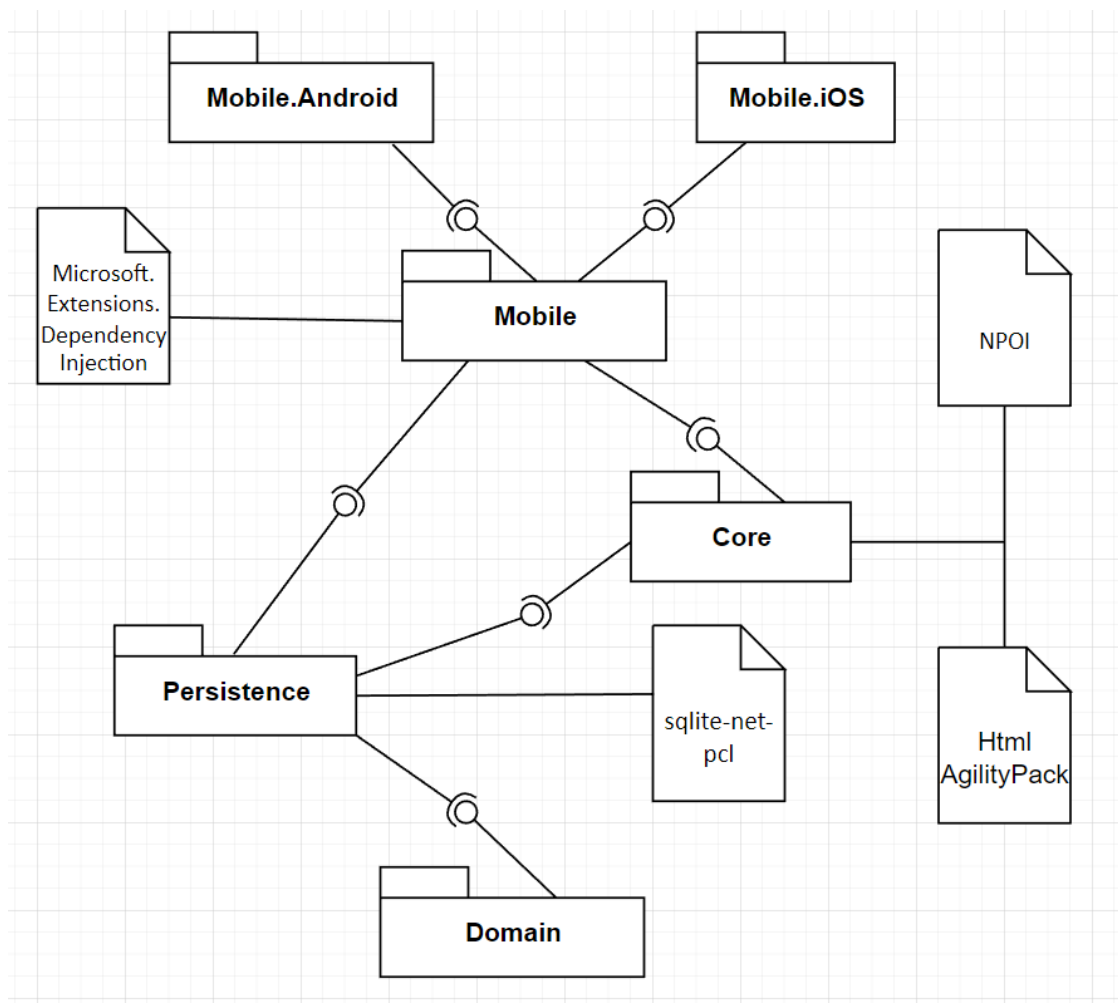 Mobile.Android
Mobile.iOS
Microsoft.
Extensions.
Dependency
Injection
Mobile
NPOI
Core
Persistence
sqlite-net-
pcl
Html
AgilityPack
Domain